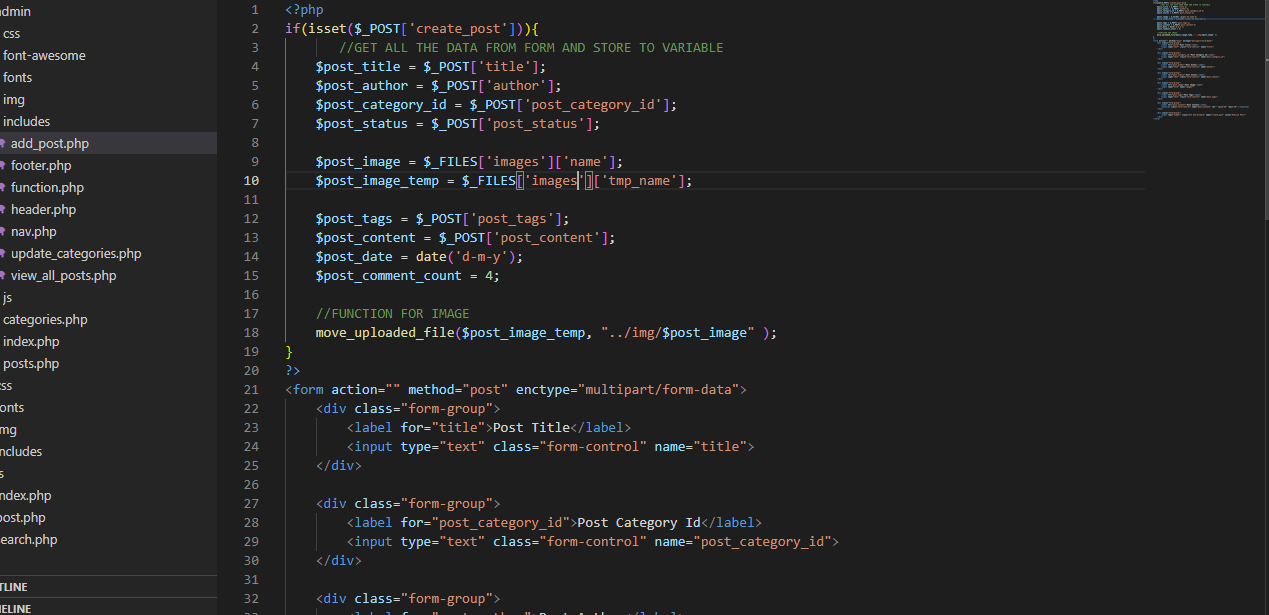 dmin
css
font-awesome
fonts
img
includes
add_post.php
footer.php
function.php
header.php
nav.php
update_categories.php
view_all_posts.php
js
categories.php
index.php
posts.php
ss
onts
mg
ncludes
s
ndex.php
ost.php
earch.php
TLINE
ELINE
1 <?php
2 if(isset($_POST['create_post'])){
3 //GET ALL THE DATA FROM FORM AND STORE TO VARIABLE
4 $post_title = $_POST['title'];
5 $post_author = $_POST['author'];
6 $post_category_id = $_POST['post_category_id'];
7 $post_status = $_POST['post_status'];
8
9 $post_image = $_FILES['images']['name'];
10 $post_image_temp = $_FILES['images']['tmp_name'];
11
12 $post_tags = $_POST['post_tags'];
13 $post_content = $_POST['post_content'];
14 $post_date = date('d-m-y');
15 $post_comment_count = 4;
16
17 //FUNCTION FOR IMAGE
18 move_uploaded_file($post_image_temp, "../img/$post_image" );
19 }
20 ?>
21 <form action="" method="post" enctype="multipart/form-data">
22 <div class="form-group">
23 <label for="title">Post Title</label>
24 <input type="text" class="form-control" name="title">
25 </div>
26
27 <div class="form-group">
28 <label for="post_category_id">Post Category Id</label>
29 <input type="text" class="form-control" name="post_category_id">
30 </div>
31
32 <div class="form-group">